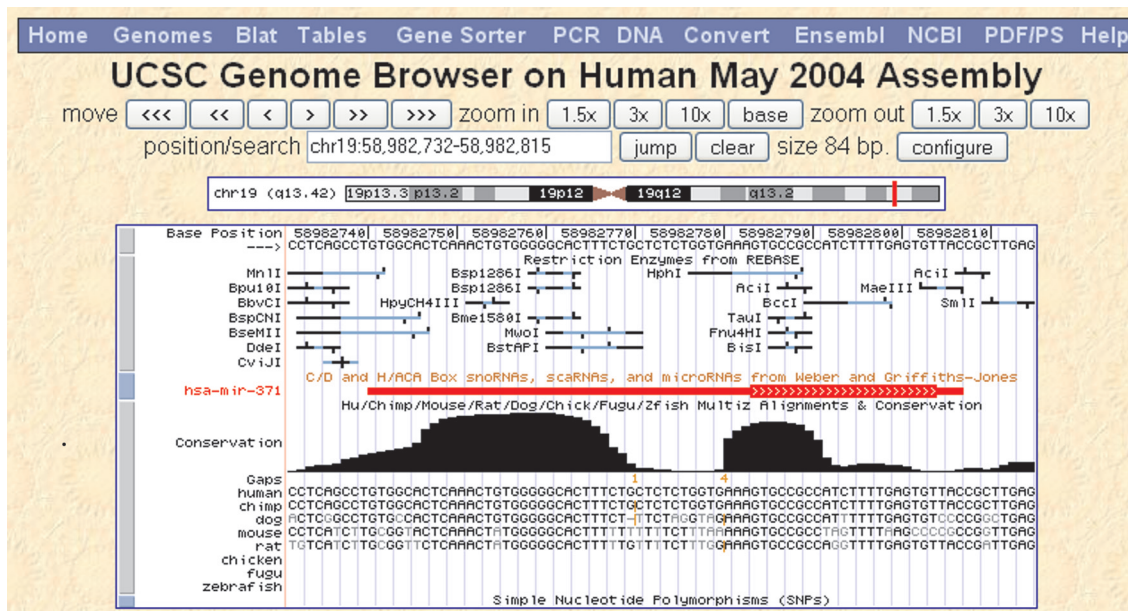 Home Genomes Blat Tables Gene Sorter PCR DNA Convert Ensembl NCBI PDF/PS Help
UCSC Genome Browser on Human May 2004 Assembly
move <<< << < > >> >>> zoom in 1.5x 3x 10x base zoom out 1.5x 3x 10x
position/search chr19:58,982,732-58,982,815 jump clear size 84 bp. configure
chr19 (q13.42) 19p13.3 p13.2 19p12 19q12 q13.2
Base Position 58982740 58982750 58982760 58982770 58982780 58982790 58982800 58982810
---> CCTCAGCCTGTGGCACTCAAACTGTGGGGGCACTTTCTGCTCTCTGGTGAAAGTGCCGCCATCTTTTGAGTGTTACCGCTTGAG
Restriction Enzymes from REBASE
MnlI Bsp1286I HphI AciI
Bpu10I Bsp1286I AciI MaeIII
BbvCI HpyCH4III BccI SmlI
BspCNI Bme1580I TauI
BseMII MwoI Fnu4HI
DdeI BstAPI BisI
CviJI
C/D and H/ACA Box snoRNAs, scaRNAs, and microRNAs from Weber and Griffiths-Jones
hsa-mir-371
Hu/Chimp/Mouse/Rat/Dog/Chick/Fugu/Zfish Multiz Alignments & Conservation
Conservation
Gaps 1 4
human CCTCAGCCTGTGGCACTCAAACTGTGGGGGCACTTTCTGCTCTCTGGTGAAAGTGCCGCCATCTTTTGAGTGTTACCGCTTGAG
chimp CCTCAGCCTGTGGCACTCAAACTGTGGGGGCACTTTCTGCTCTCTGGTGAAAGTGCCGCCATCTTTTGAGTGTTACCGCTTGAG
dog
mouse
rat
chicken
fugu
zebrafish
Simple Nucleotide Polymorphisms (SNPs)